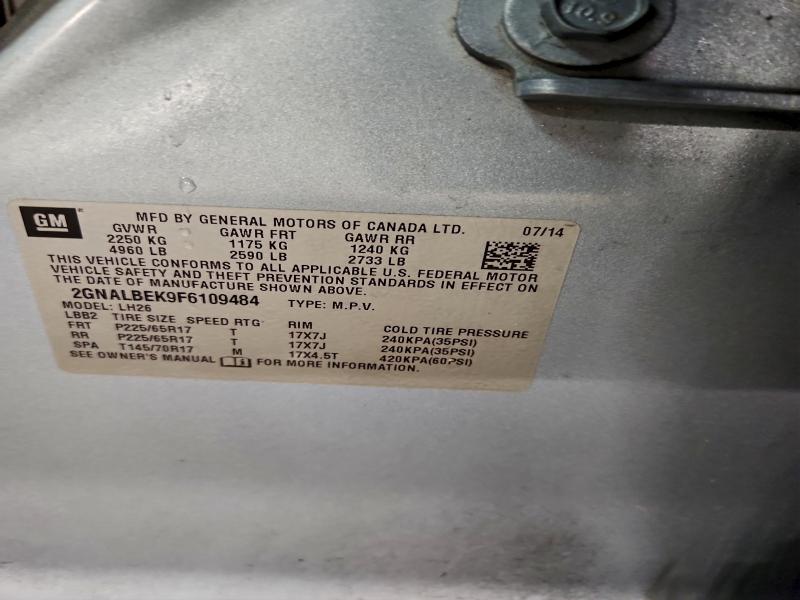 10.9
GM
MFD BY GENERAL MOTORS OF CANADA LTD. 07/14
GVWR GAWR FRT GAWR RR
2250 KG 1175 KG 1240 KG
4960 LB 2590 LB 2733 LB
THIS VEHICLE CONFORMS TO ALL APPLICABLE U.S. FEDERAL MOTOR
VEHICLE SAFETY AND THEFT PREVENTION STANDARDS IN EFFECT ON
THE DATE OF MANUFACTURE SHOWN ABOVE.
2GNALBEK9F6109484 TYPE: M.P.V.
MODEL: LH26
LBB2 TIRE SIZE SPEED RTG RIM COLD TIRE PRESSURE
FRT P225/65R17 T 17X7J 240KPA(35PSI)
RR P225/65R17 T 17X7J 240KPA(35PSI)
SPA T145/70R17 M 17X4.5T 420KPA(60PSI)
SEE OWNER'S MANUAL FOR MORE INFORMATION.